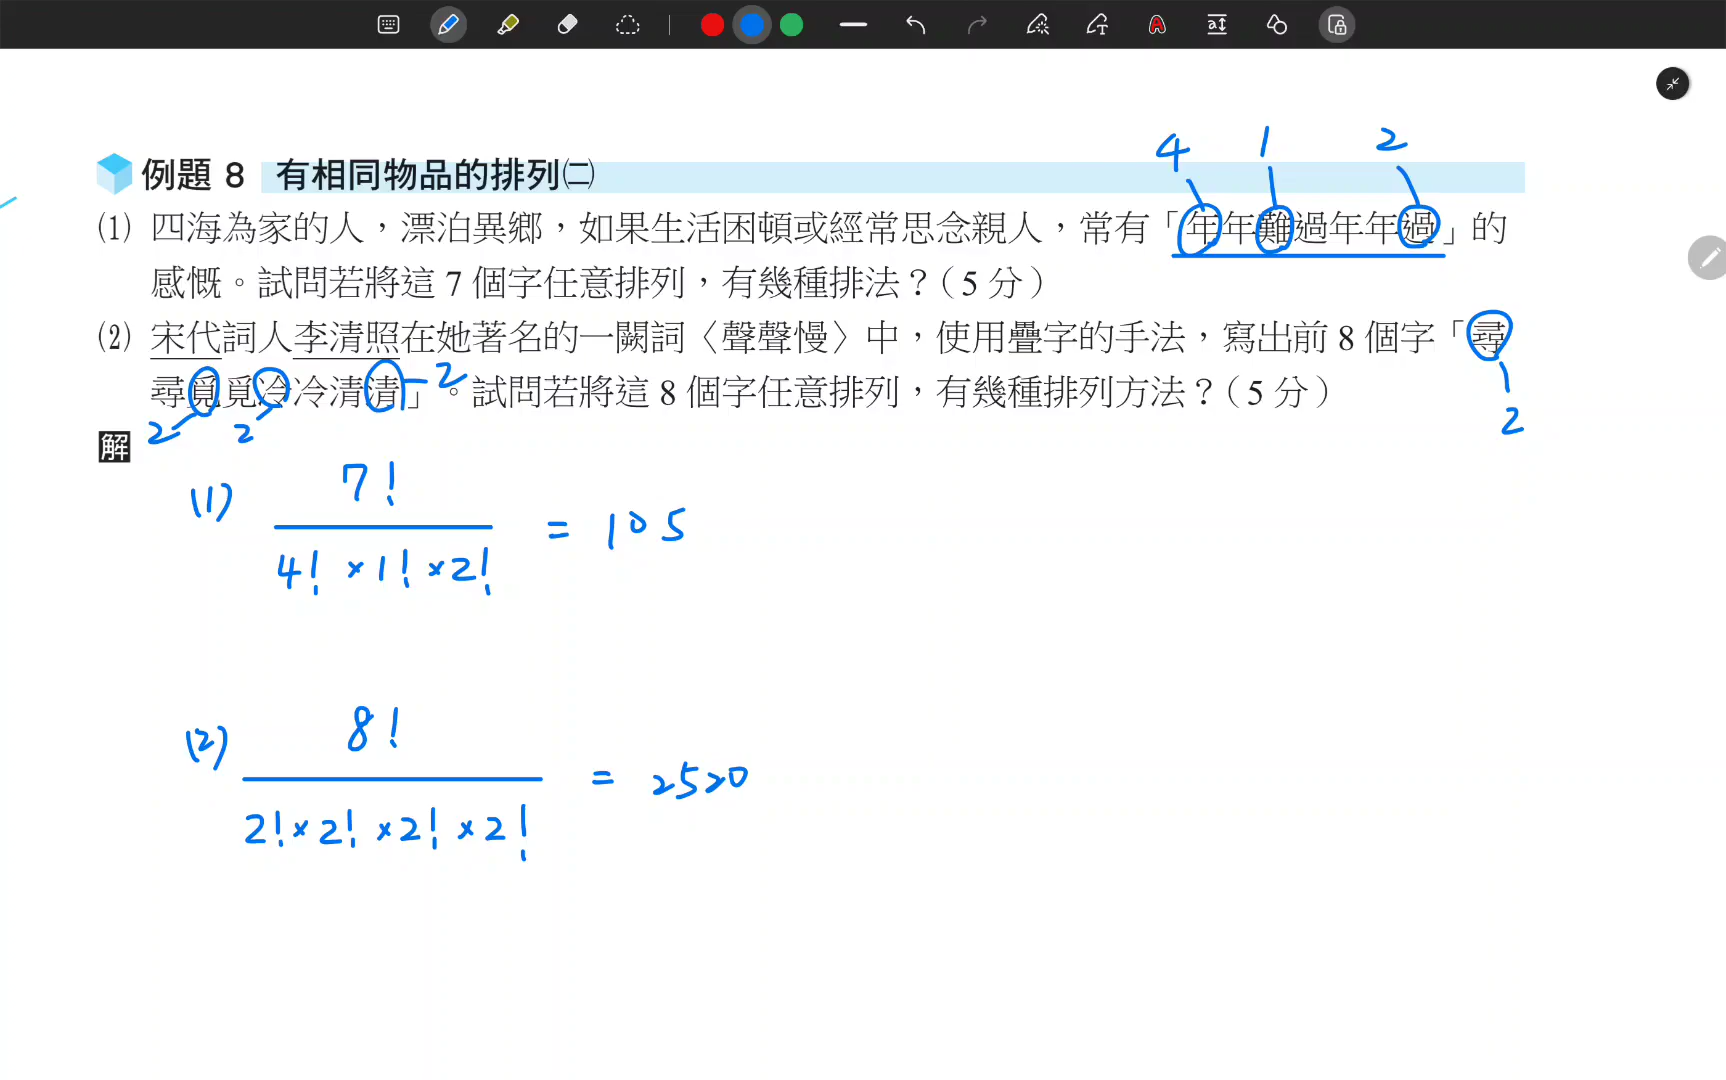 4 1 2
例題 8 有相同物品的排列㈡
⑴ 四海為家的人，漂泊異鄉，如果生活困頓或經常思念親人，常有「年年難過年年過」的
感慨。試問若將這 7 個字任意排列，有幾種排法？（5 分）
⑵ 宋代詞人李清照在她著名的一闋詞〈聲聲慢〉中，使用疊字的手法，寫出前 8 個字「尋
尋覓覓冷冷清清」。試問若將這 8 個字任意排列，有幾種排列方法？（5 分）
2 2 2 2
解
(1) 7! / 4! × 1! × 2! = 105
(2) 8! / 2! × 2! × 2! × 2! = 2520